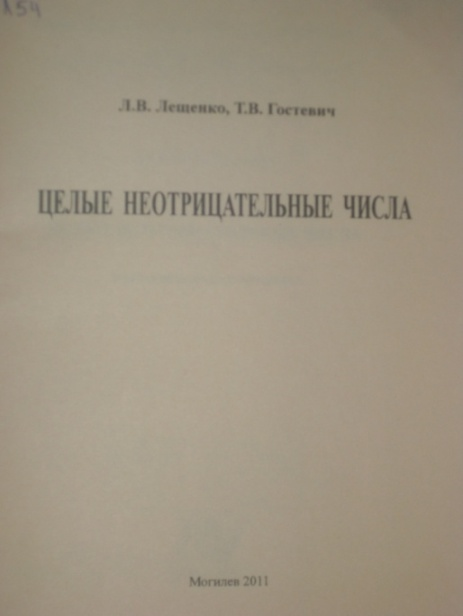 Л.В. Лещенко, Т.В. Гостевич
ЦЕЛЫЕ НЕОТРИЦАТЕЛЬНЫЕ ЧИСЛА
Могилев 2011